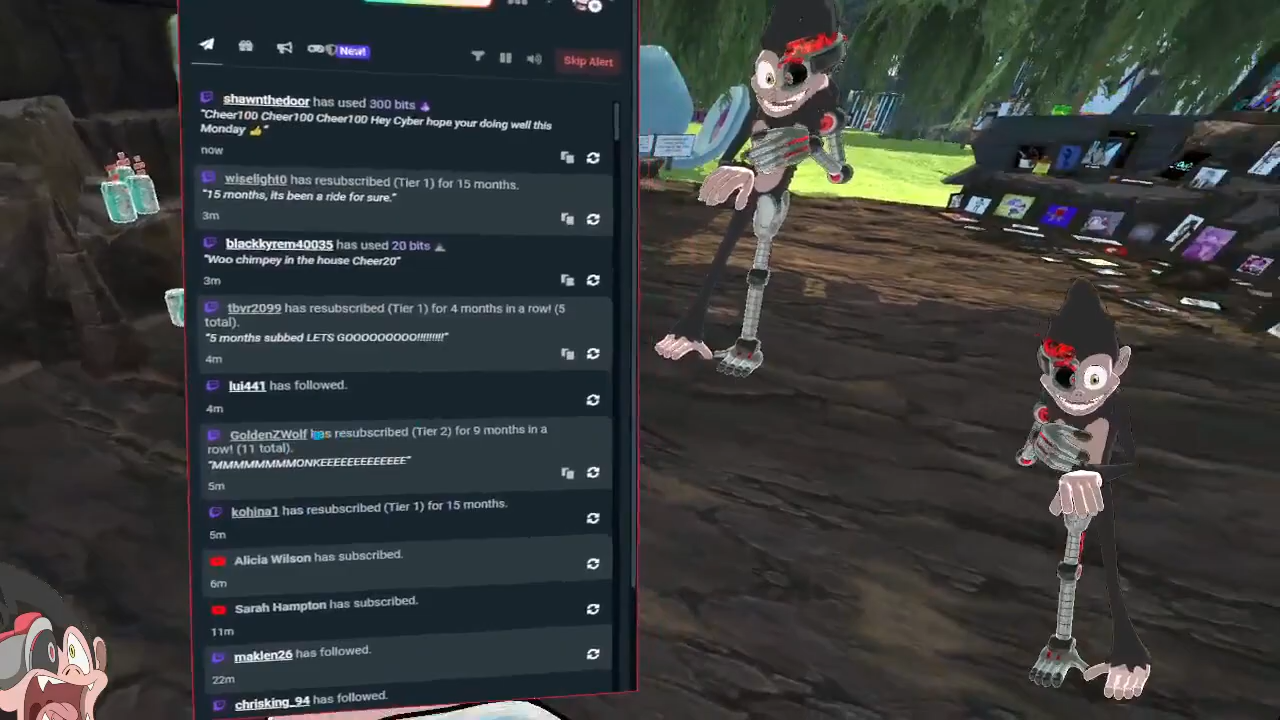 New!
Skip Alert
shawnthedoor has used 300 bits
"Cheer100 Cheer100 Cheer100 Hey Cyber hope your doing well this
Monday 👍"
now
wiselight0 has resubscribed (Tier 1) for 15 months.
"15 months, its been a ride for sure."
3m
blackkyrem40035 has used 20 bits
"Woo chimpey in the house Cheer20"
3m
tbvr2099 has resubscribed (Tier 1) for 4 months in a row! (5
total).
"5 months subbed LETS GOOOOOOOOO!!!!!!!!!"
4m
lui441 has followed.
4m
GoldenZWolf has resubscribed (Tier 2) for 9 months in a
row! (11 total).
"MMMMMMMMONKEEEEEEEEEEEEE"
5m
kohina1 has resubscribed (Tier 1) for 15 months.
5m
Alicia Wilson has subscribed.
6m
Sarah Hampton has subscribed.
11m
maklen26 has followed.
22m
chrisking_94 has followed.